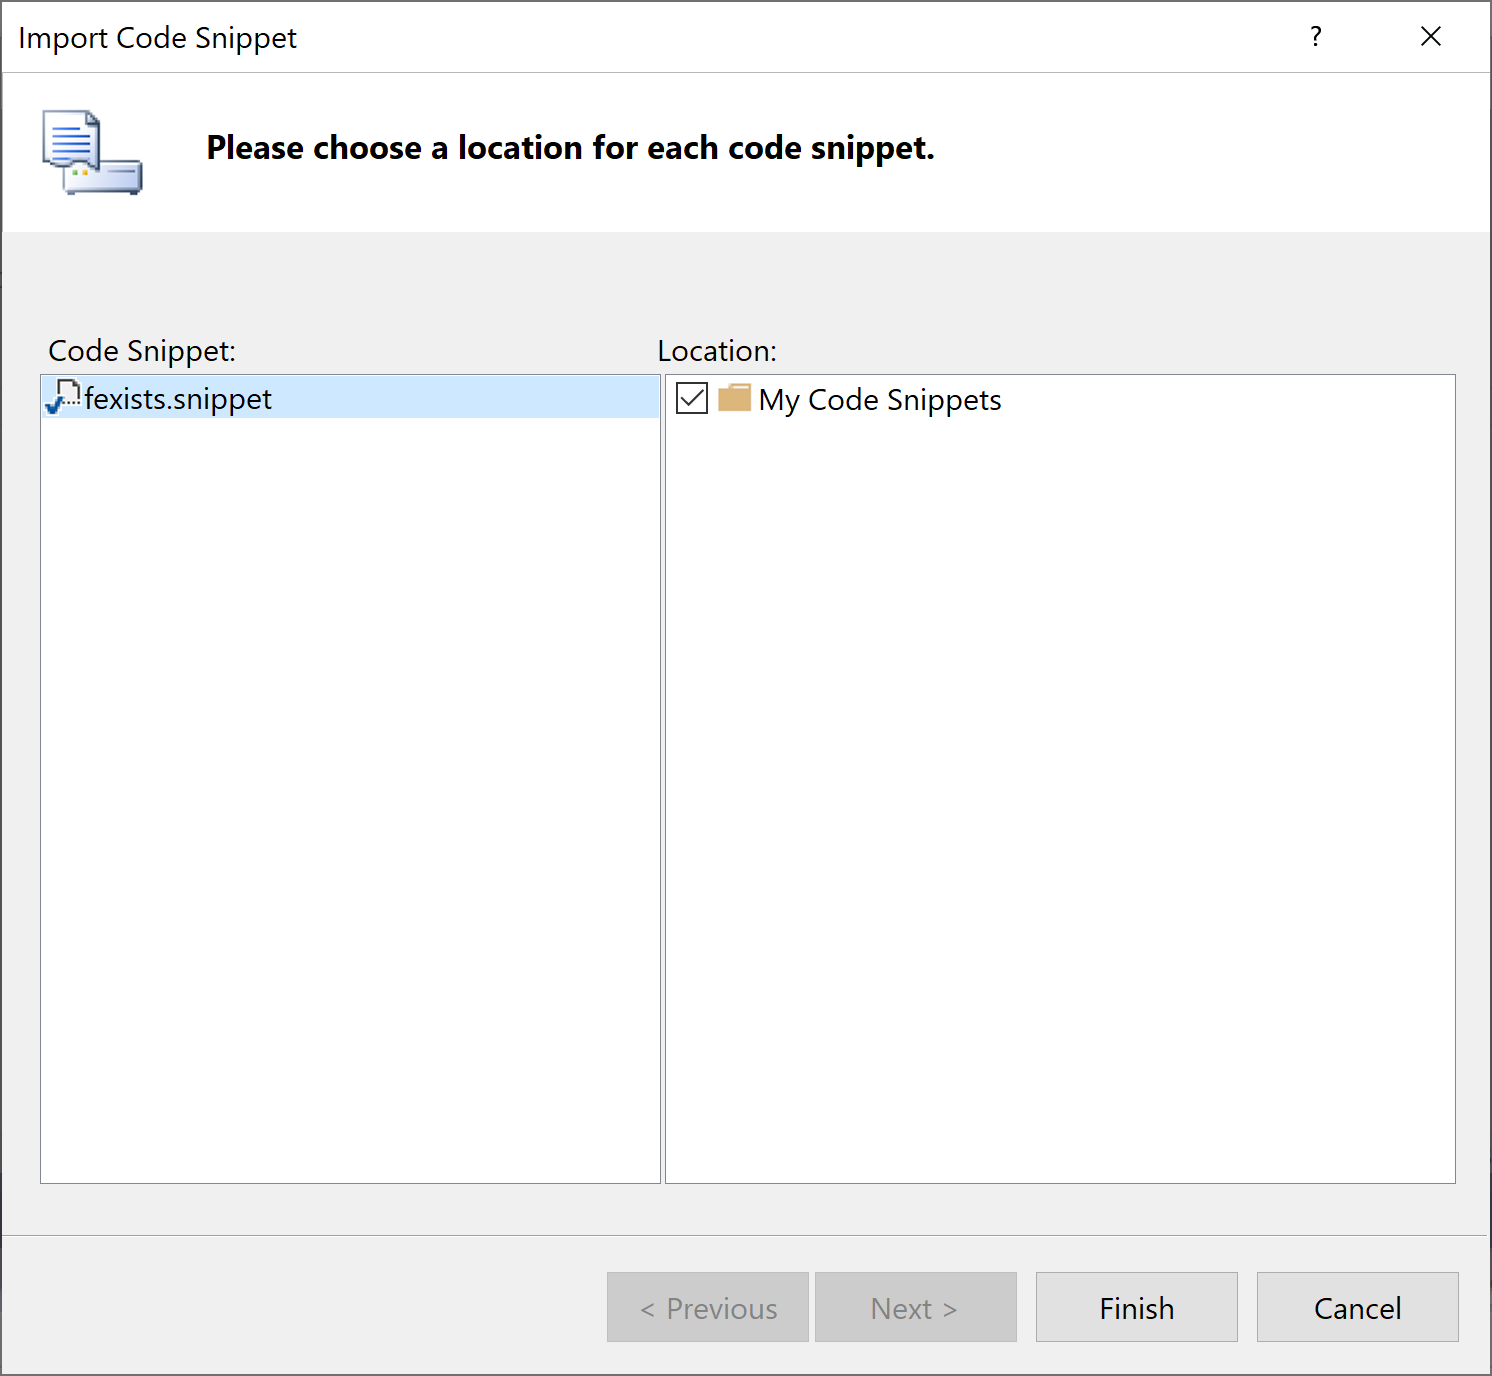 Import Code Snippet
?
Please choose a location for each code snippet.
Code Snippet:
Location:
fexists.snippet
My Code Snippets
< Previous
Next >
Finish
Cancel